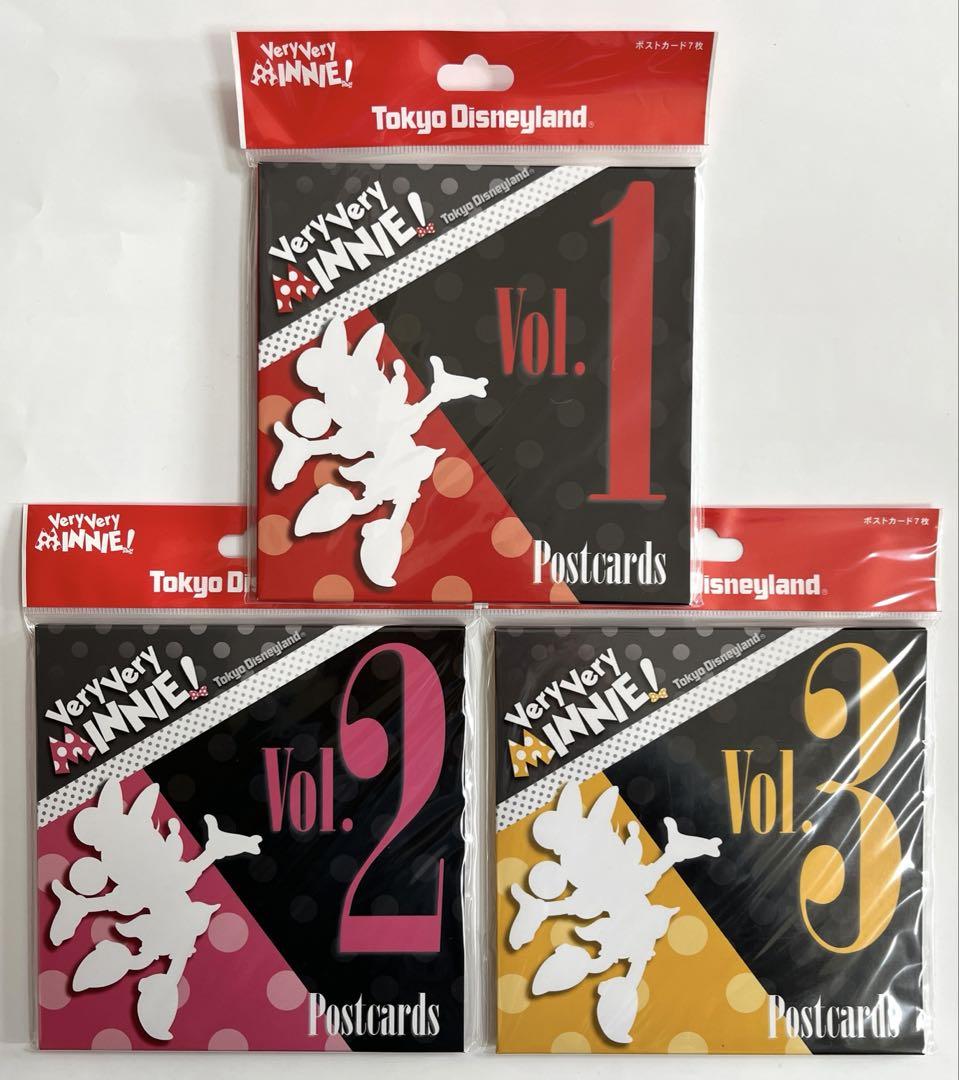 Very Very
MINNIE!
ポストカード7枚
Tokyo Disneyland®
Very Very
MINNIE!
Tokyo Disneyland
Vol. 1
Postcards
Very Very
MINNIE!
Tokyo Dis
Very Very
MINNIE!
Tokyo Disneyland®
Vol. 2
Postcards
ポストカード7枚
Disneyland®
Very Very
MINNIE!
Tokyo Disneyland®
Vol. 3
Postcards